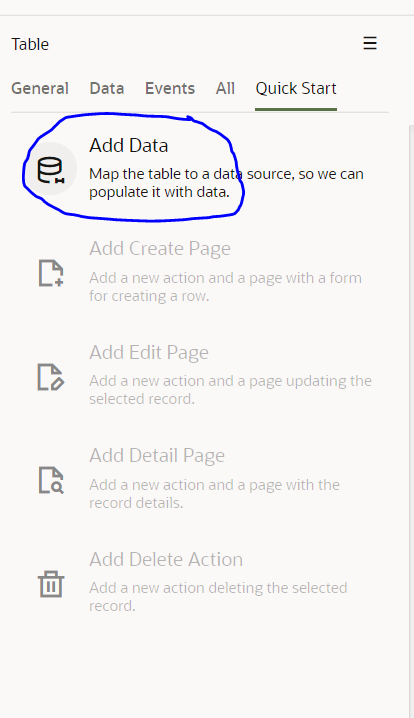 Table
General Data Events All Quick Start
Add Data
Map the table to a data source, so we can
populate it with data.
Add Create Page
Add a new action and a page with a form
for creating a row.
Add Edit Page
Add a new action and a page updating the
selected record.
Add Detail Page
Add a new action and a page with the
record details.
Add Delete Action
Add a new action deleting the selected
record.